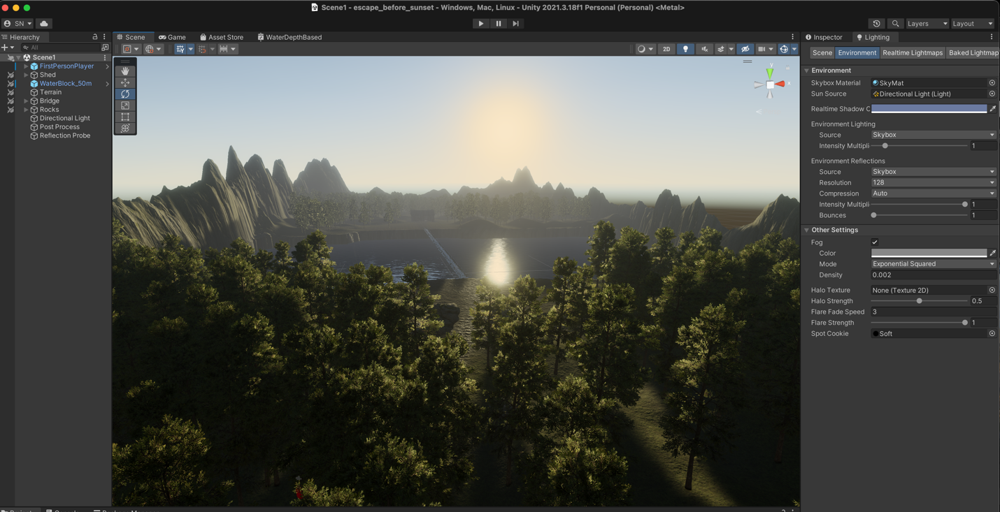 Scene1 - escape_before_sunset - Windows, Mac, Linux - Unity 2021.3.18f1 Personal (Personal) <Metal>
SN
Layers
Layout
Hierarchy
Scene
Game
Asset Store
WaterDepthBased
Inspector
Lighting
All
2D
Scene
Environment
Realtime Lightmaps
Baked Lightmap
Scene1
FirstPersonPlayer
Shed
WaterBlock_50m
Terrain
Bridge
Rocks
Directional Light
Post Process
Reflection Probe
y
x
Environment
Skybox Material
SkyMat
Sun Source
Directional Light (Light)
Realtime Shadow C
Environment Lighting
Source
Skybox
Intensity Multipli
1
Environment Reflections
Source
Skybox
Resolution
128
Compression
Auto
Intensity Multipli
1
Bounces
1
Other Settings
Fog
Color
Mode
Exponential Squared
Density
0.002
Halo Texture
None (Texture 2D)
Halo Strength
0.5
Flare Fade Speed
3
Flare Strength
1
Spot Cookie
Soft